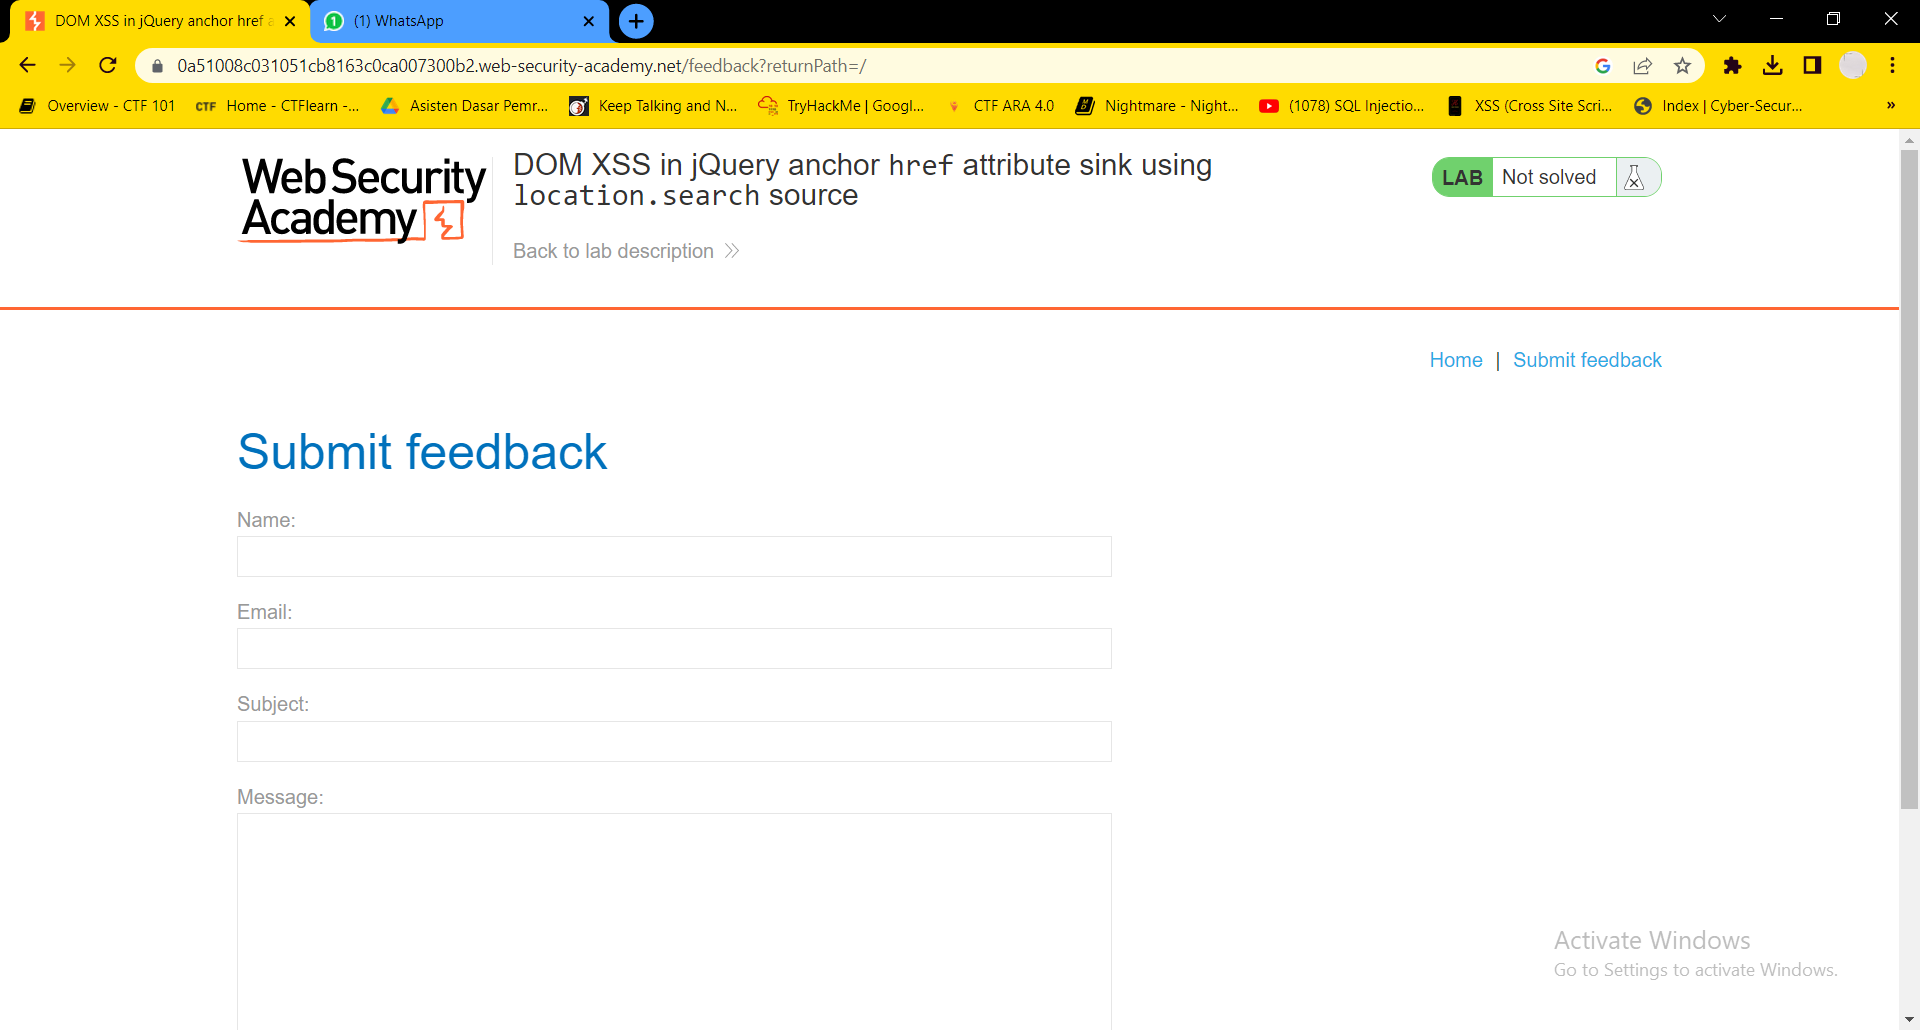 DOM XSS in jQuery anchor href a
(1) WhatsApp
0a51008c031051cb8163c0ca007300b2.web-security-academy.net/feedback?returnPath=/
Overview - CTF 101
CTF Home - CTFlearn -...
Asisten Dasar Pemr...
Keep Talking and N...
TryHackMe | Googl...
CTF ARA 4.0
Nightmare - Night...
(1078) SQL Injectio...
XSS (Cross Site Scri...
Index | Cyber-Secur...
»
Web Security
Academy
DOM XSS in jQuery anchor href attribute sink using
location.search source
Back to lab description
LAB Not solved
Home | Submit feedback
Submit feedback
Name:
Email:
Subject:
Message:
Activate Windows
Go to Settings to activate Windows.